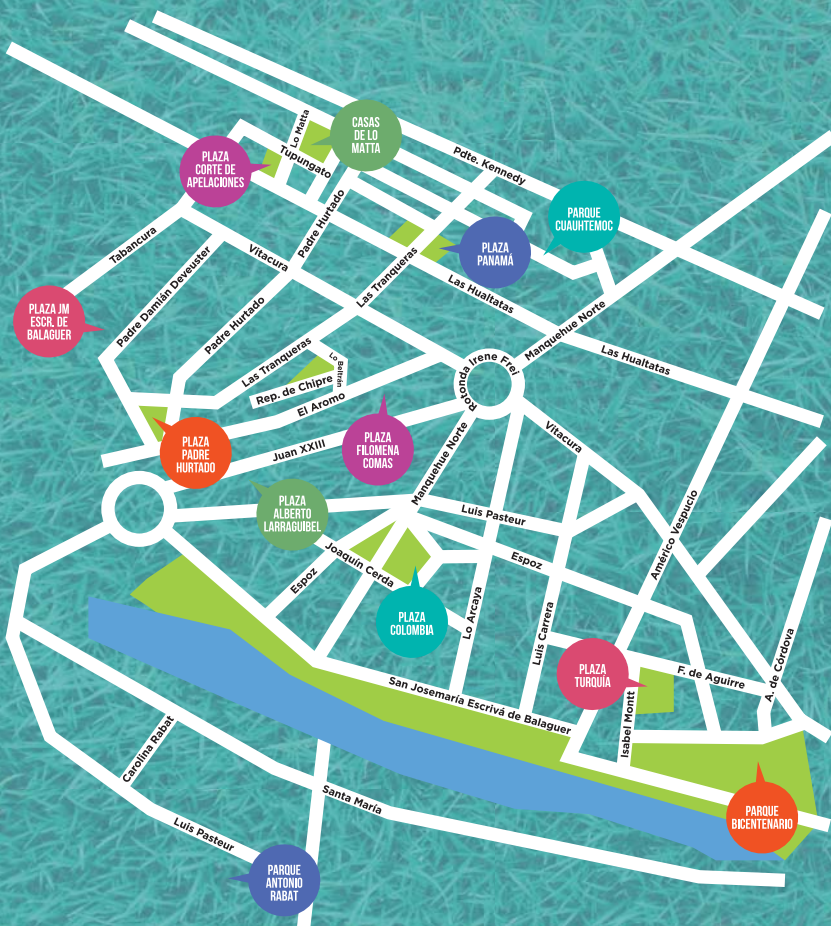 Lo Matta
CASAS
DE LO
MATTA
Tupungato
PLAZA
CORTE DE
APELACIONES
Pdte. Kennedy
PARQUE
CUAUHTEMOC
Padre Hurtado
PLAZA
PANAMÁ
Tabancura
Vitacura
Padre Damián Deveuster
Las Tranqueras
Las Hualtatas
PLAZA JM
ESCR. DE
BALAGUER
Padre Hurtado
Manquehue Norte
Las Hualtatas
Rotonda Irene Frei
Las Tranqueras
Lo
Beltrán
Rep. de Chipre
El Aromo
PLAZA
PADRE
HURTADO
Juan XXIII
PLAZA
FILOMENA
COMAS
Manquehue Norte
Vitacura
PLAZA
ALBERTO
LARRAGUIBEL
Luis Pasteur
Américo Vespucio
Espoz
Joaquín Cerda
Espoz
PLAZA
COLOMBIA
Lo Arcaya
Luis Carrera
PLAZA
TURQUÍA
F. de Aguirre
A. de Córdova
San Josemaría Escrivá de Balaguer
Isabel Montt
Carolina Rabat
Santa María
PARQUE
BICENTENARIO
Luis Pasteur
PARQUE
ANTONIO
RABAT